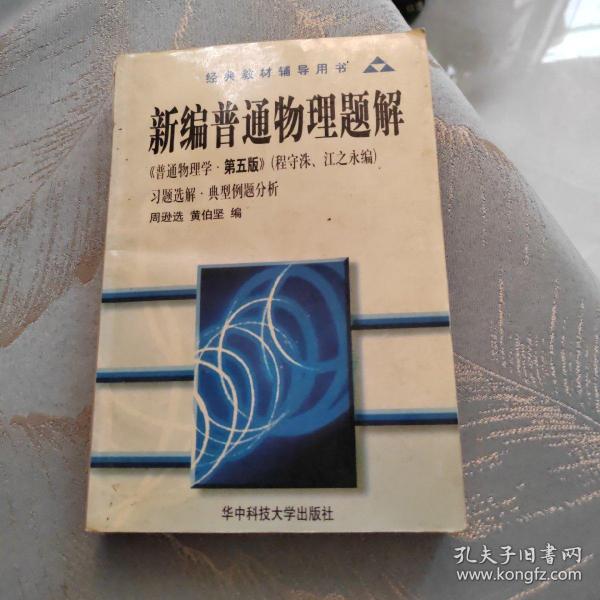 经典教材辅导用书
新编普通物理题解
《普通物理学·第五版》(程守洙、江之永编)
习题选解·典型例题分析
周逊选 黄伯坚 编
华中科技大学出版社
孔夫子旧书网
www.kongfz.com